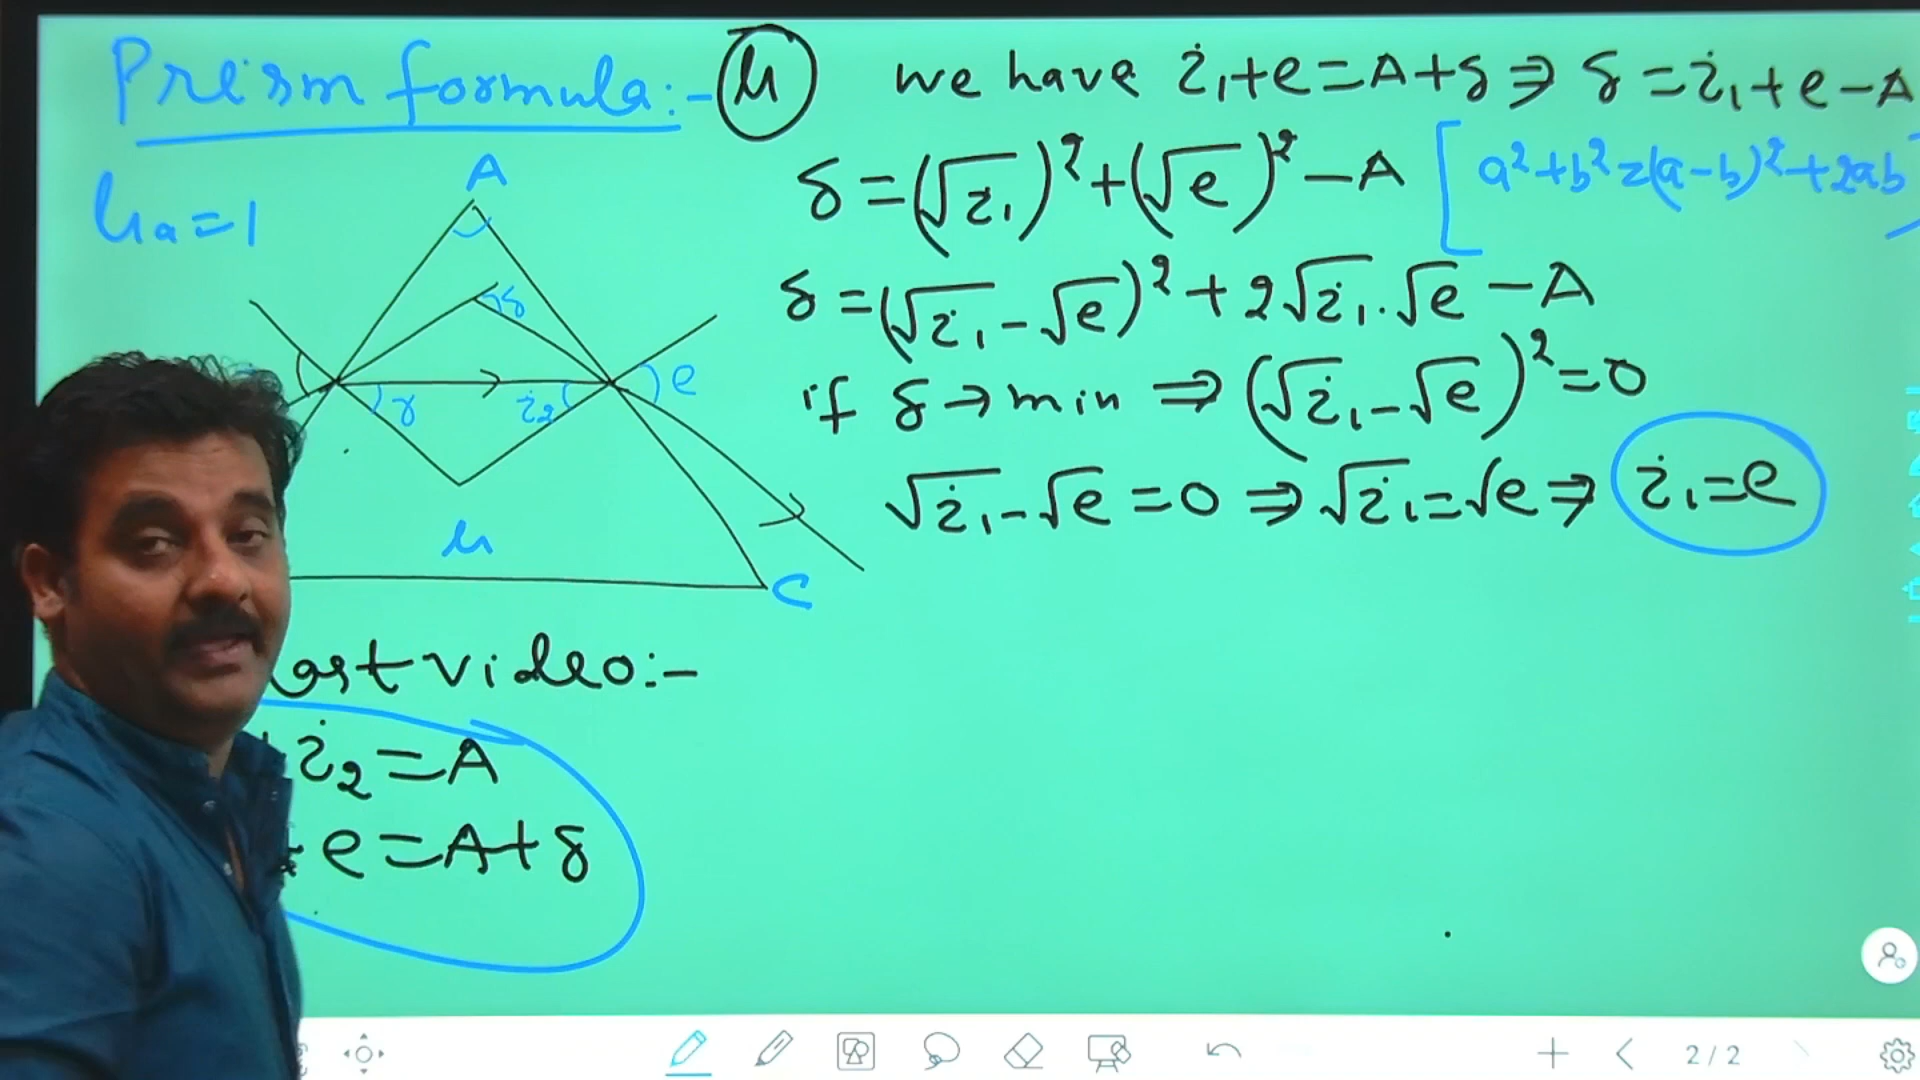 Prism formula:- μ
μa=1
A
δ
r
i₂
e
μ
C
ast video:-
i₂=A
+ e=A+δ
we have i₁+e=A+δ ⇒ δ=i₁+e-A
δ=(√i₁)²+(√e)²-A [a²+b²=(a-b)²+2ab]
δ=(√i₁-√e)²+2√i₁.√e-A
if δ→min ⇒ (√i₁-√e)²=0
√i₁-√e=0 ⇒ √i₁=√e ⇒ i₁=e
2/2